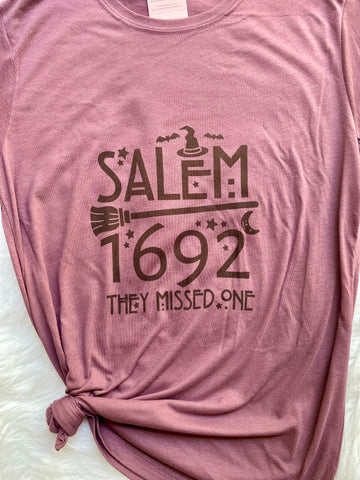 SALEM
1692
THEY MISSED ONE